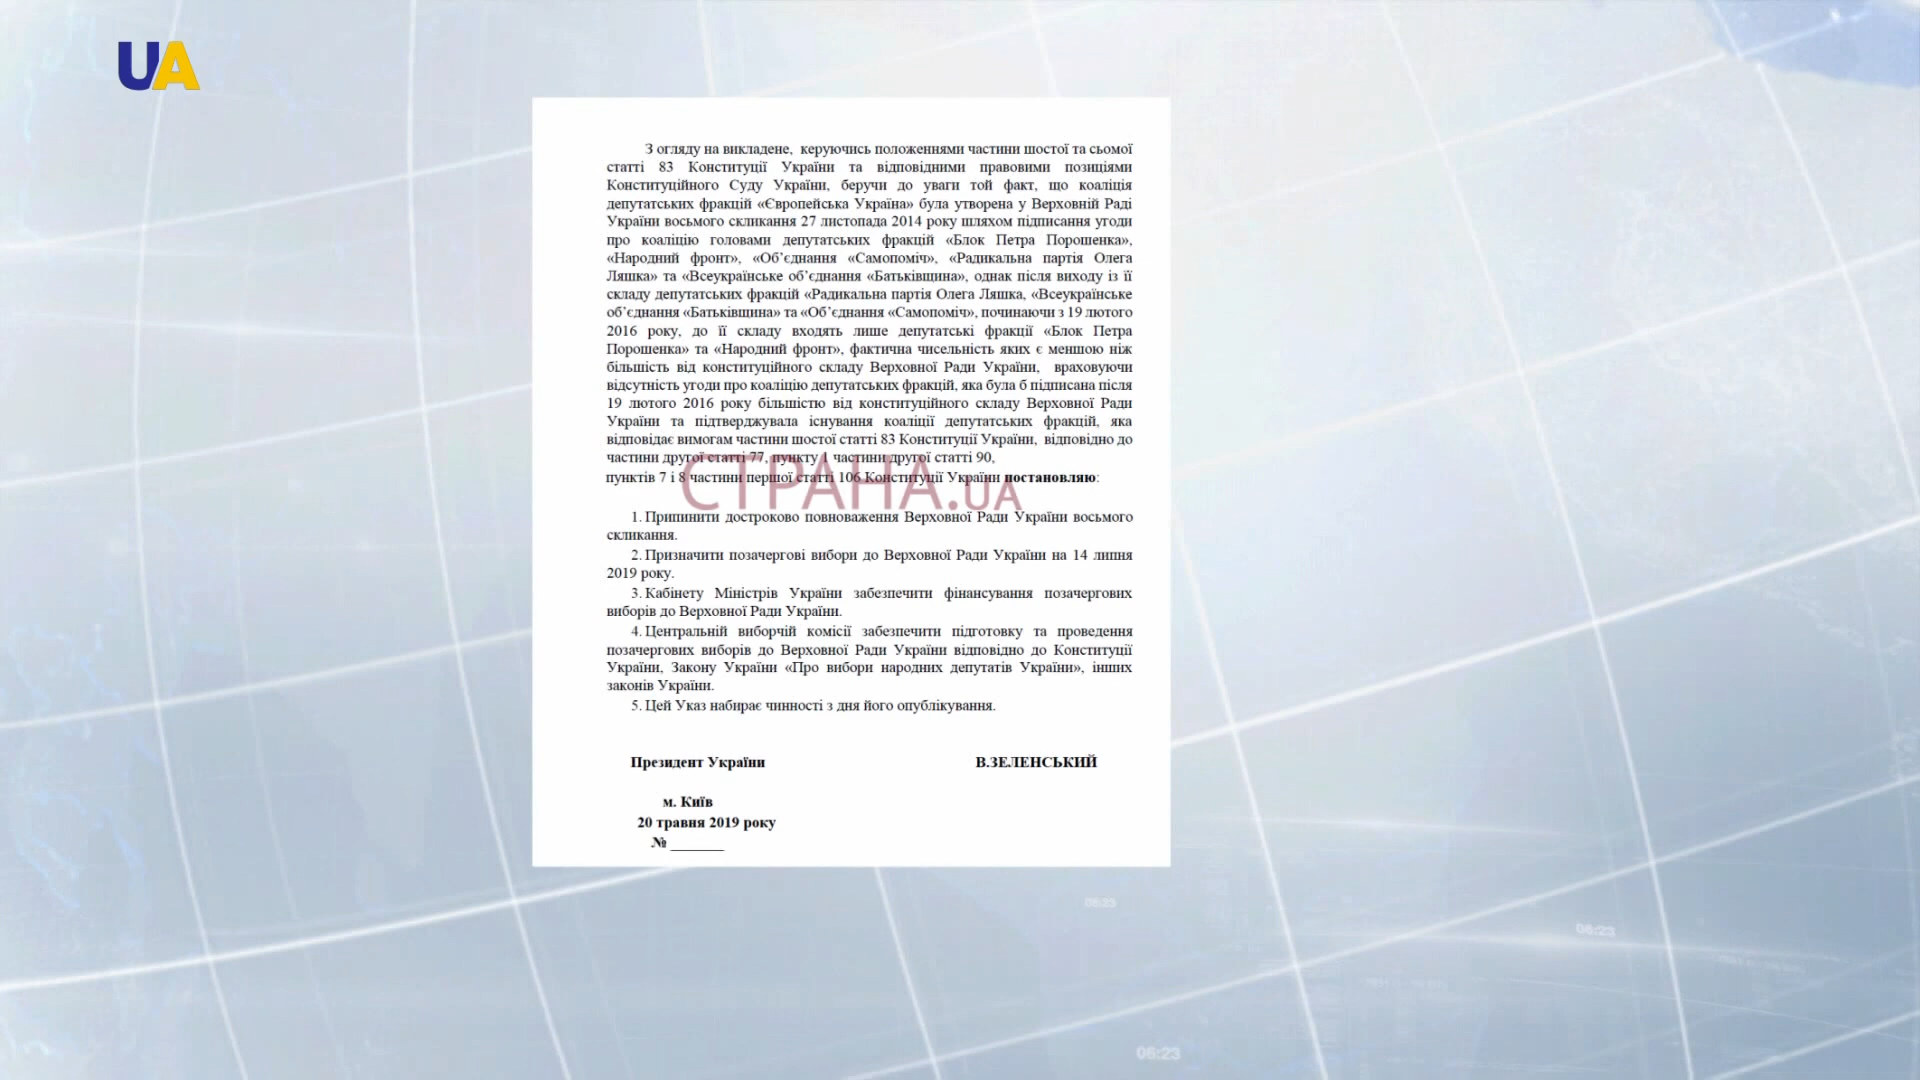 UA
З огляду на викладене, керуючись положеннями частини шостої та сьомої
статті 83 Конституції України та відповідними правовими позиціями
Конституційного Суду України, беручи до уваги той факт, що коаліція
депутатських фракцій «Європейська Україна» була утворена у Верховній Раді
України восьмого скликання 27 листопада 2014 року шляхом підписання угоди
про коаліцію головами депутатських фракцій «Блок Петра Порошенка»,
«Народний фронт», «Об’єднання «Самопоміч», «Радикальна партія Олега
Ляшка» та «Всеукраїнське об’єднання «Батьківщина», однак після виходу із її
складу депутатських фракцій «Радикальна партія Олега Ляшка, «Всеукраїнське
об’єднання «Батьківщина» та «Об’єднання «Самопоміч», починаючи з 19 лютого
2016 року, до її складу входять лише депутатські фракції «Блок Петра
Порошенка» та «Народний фронт», фактична чисельність яких є меншою ніж
більшість від конституційного складу Верховної Ради України, враховуючи
відсутність угоди про коаліцію депутатських фракцій, яка була б підписана після
19 лютого 2016 року більшістю від конституційного складу Верховної Ради
України та підтверджувала існування коаліції депутатських фракцій, яка
відповідає вимогам частини шостої статті 83 Конституції України, відповідно до
частини другої статті 77, пункту 1 частини другої статті 90,
пунктів 7 і 8 частини першої статті 106 Конституції України постановляю:
СТРАНА.UA
1. Припинити достроково повноваження Верховної Ради України восьмого
скликання.
2. Призначити позачергові вибори до Верховної Ради України на 14 липня
2019 року.
3. Кабінету Міністрів України забезпечити фінансування позачергових
виборів до Верховної Ради України.
4. Центральній виборчій комісії забезпечити підготовку та проведення
позачергових виборів до Верховної Ради України відповідно до Конституції
України, Закону України «Про вибори народних депутатів України», інших
законів України.
5. Цей Указ набирає чинності з дня його опублікування.
Президент України В.ЗЕЛЕНСЬКИЙ
м. Київ
20 травня 2019 року
№ _______
06:23
06:23
06:23